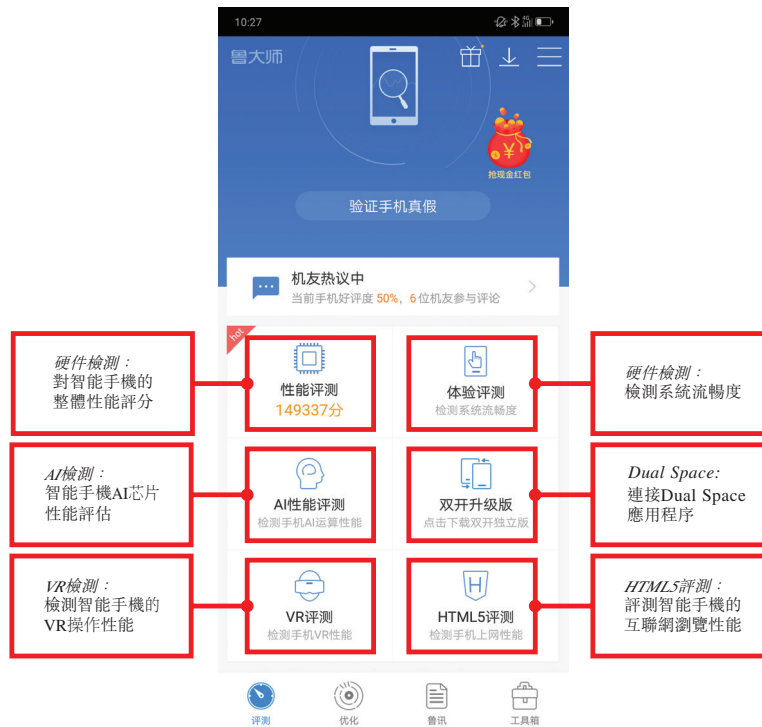 10:27
鲁大师
¥
抢现金红包
验证手机真假
机友热议中
当前手机好评度 50%，6 位机友参与评论
hot
性能评测
149337分
体验评测
检测系统流畅度
AI性能评测
检测手机AI运算性能
双开升级版
点击下载双开独立版
VR评测
检测手机VR性能
H
HTML5评测
检测手机上网性能
评测
优化
鲁讯
工具箱
硬件檢測：
對智能手機的
整體性能評分
AI檢測：
智能手機AI芯片
性能評估
VR檢測：
檢測智能手機的
VR操作性能
硬件檢測：
檢測系統流暢度
Dual Space:
連接Dual Space
應用程序
HTML5評測：
評測智能手機的
互聯網瀏覽性能